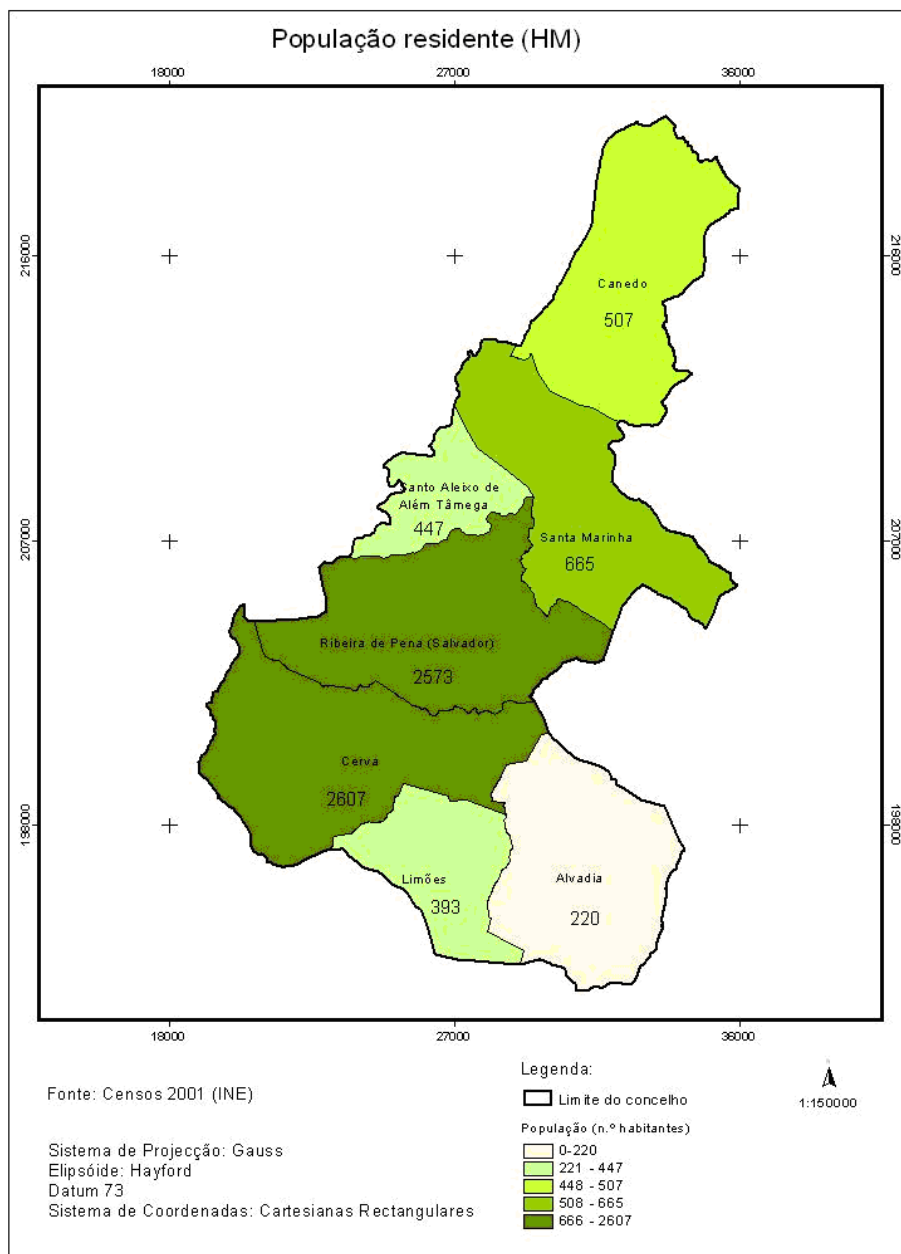 População residente (HM)
18000 27000 36000
216000 216000
Canedo
507
Santo Aleixo de
Além Tâmega
447
207000 207000
Santa Marinha
665
Ribeira de Pena (Salvador)
2573
Cerva
2607
198000 198000
Limões
393
Alvadia
220
18000 27000 36000
Fonte: Censos 2001 (INE)
Sistema de Projecção: Gauss
Elipsóide: Hayford
Datum 73
Sistema de Coordenadas: Cartesianas Rectangulares
Legenda:
Limite do concelho
População (n.º habitantes)
0-220
221 - 447
448 - 507
508 - 665
666 - 2607
1:150000